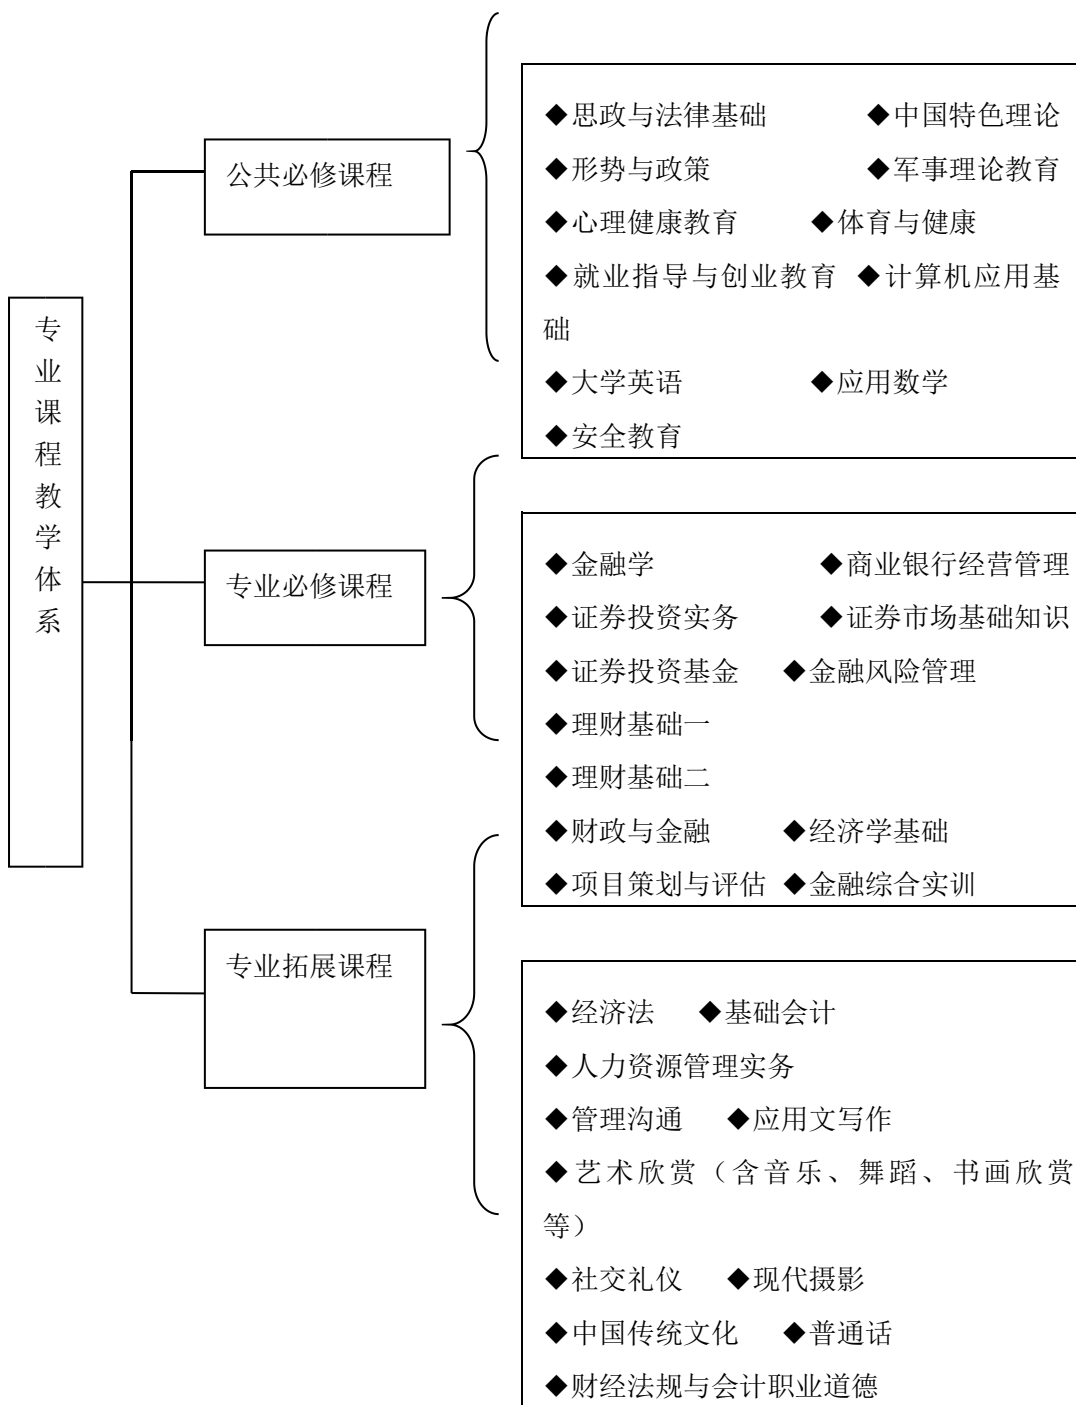 专业课程教学体系
公共必修课程
◆思政与法律基础 ◆中国特色理论
◆形势与政策 ◆军事理论教育
◆心理健康教育 ◆体育与健康
◆就业指导与创业教育 ◆计算机应用基
础
◆大学英语 ◆应用数学
◆安全教育
专业必修课程
◆金融学 ◆商业银行经营管理
◆证券投资实务 ◆证券市场基础知识
◆证券投资基金 ◆金融风险管理
◆理财基础一
◆理财基础二
◆财政与金融 ◆经济学基础
◆项目策划与评估 ◆金融综合实训
专业拓展课程
◆经济法 ◆基础会计
◆人力资源管理实务
◆管理沟通 ◆应用文写作
◆艺术欣赏（含音乐、舞蹈、书画欣赏
等）
◆社交礼仪 ◆现代摄影
◆中国传统文化 ◆普通话
◆财经法规与会计职业道德